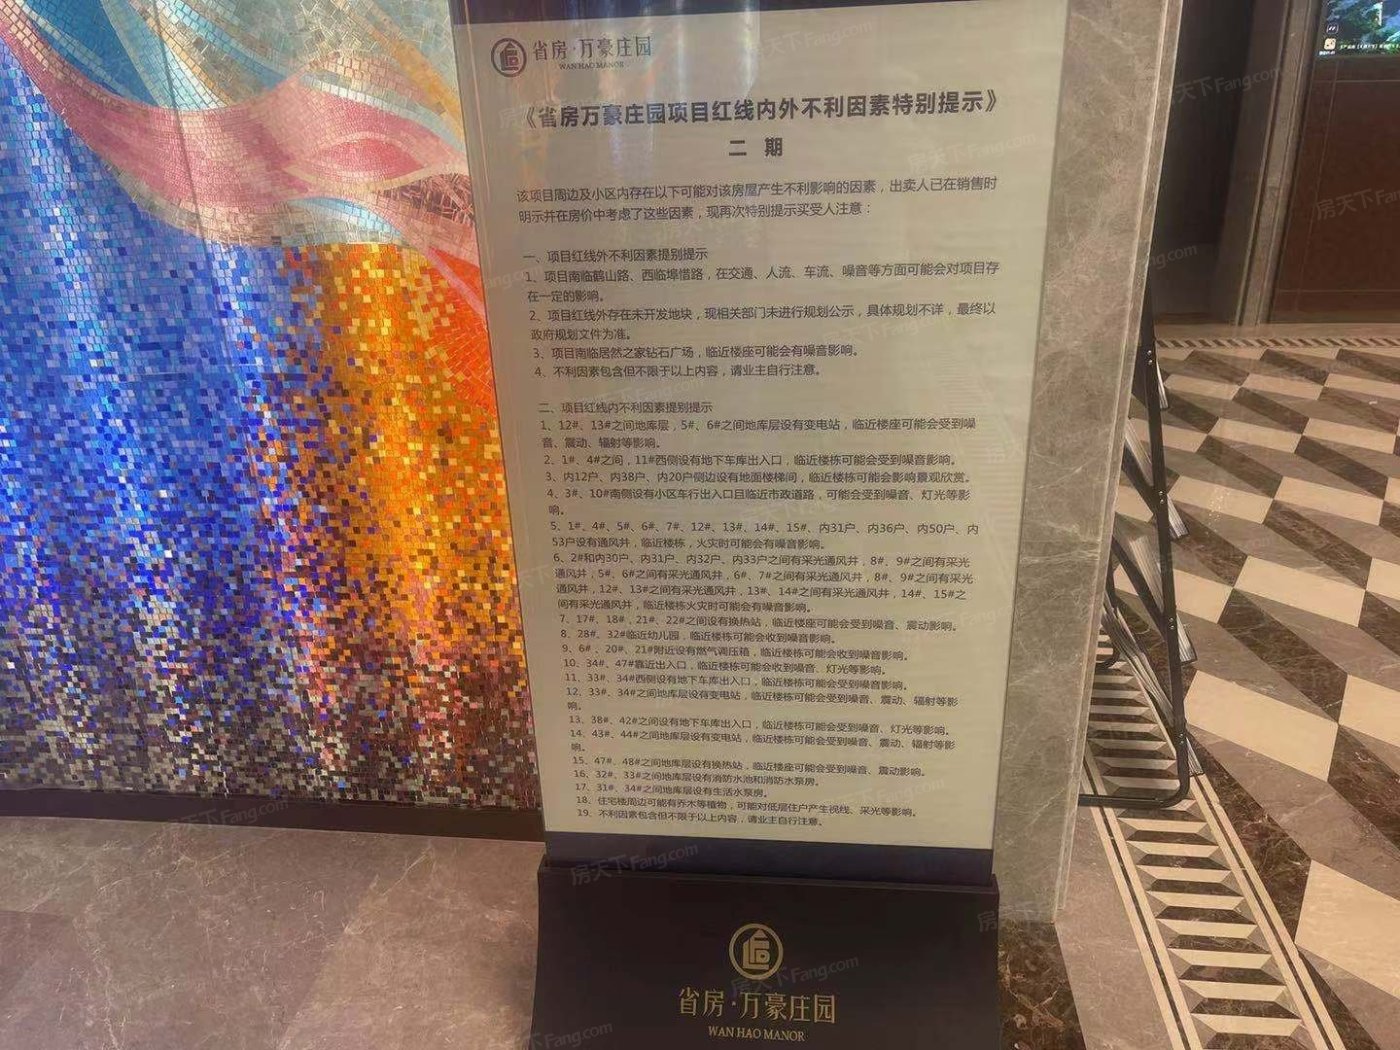 省房·万豪庄园
WAN HAO MANOR
《省房万豪庄园项目红线内外不利因素特别提示》
二 期
该项目周边及小区内存在以下可能对该房屋产生不利影响的因素，出卖人已在销售时
明示并在房价中考虑了这些因素，现再次特别提示买受人注意：
一、项目红线外不利因素提别提示
1、项目南临鹤山路、西临埠惜路，在交通、人流、车流、噪音等方面可能会对项目存
在一定的影响。
2、项目红线外存在未开发地块，现相关部门未进行规划公示，具体规划不详，最终以
政府规划文件为准。
3、项目南临居然之家钻石广场，临近楼座可能会有噪音影响。
4、不利因素包含但不限于以上内容，请业主自行注意。
二、项目红线内不利因素提别提示
1、12#、13#之间地库层，5#、6#之间地库层设有变电站，临近楼座可能会受到噪
音、震动、辐射等影响。
2、1#、4#之间，11#西侧设有地下车库出入口，临近楼栋可能会受到噪音影响。
3、内12户、内38户、内20户侧边设有地面楼梯间，临近楼栋可能会影响景观欣赏。
4、3#、10#南侧设有小区车行出入口且临近市政道路，可能会受到噪音、灯光等影
响。
5、1#、4#、5#、6#、7#、12#、13#、14#、15#、内31户、内36户、内50户、内
53户设有通风井，临近楼栋，火灾时可能会有噪音影响。
6、2#和内30户、内31户、内32户、内33户之间有采光通风井，8#、9#之间有采光
通风井，5#、6#之间有采光通风井，6#、7#之间有采光通风井，8#、9#之间有采光
通风井，12#、13#之间有采光通风井，13#、14#之间有采光通风井，14#、15#之
间有采光通风井，临近楼栋火灾时可能会有噪音影响。
7、17#、18#，21#、22#之间设有换热站，临近楼座可能会受到噪音、震动影响。
8、28#、32#临近幼儿园，临近楼栋可能会收到噪音影响。
9、6#、20#、21#附近设有燃气调压箱，临近楼栋可能会受到噪音影响。
10、34#、47#靠近出入口，临近楼栋可能会收到噪音、灯光等影响。
11、33#、34#西侧设有地下车库出入口，临近楼栋可能会受到噪音影响。
12、33#、34#之间地库层设有变电站，临近楼栋可能会受到噪音、震动、辐射等影
响。
13、38#、42#之间设有地下车库出入口，临近楼栋可能会受到噪音、灯光等影响。
14、43#、44#之间地库层设有变电站，临近楼栋可能会受到噪音、震动、辐射等影
响。
15、47#、48#之间地库层设有换热站，临近楼座可能会受到噪音、震动影响。
16、32#、33#之间地库层设有消防水池和消防水泵房。
17、31#、34#之间地库层设有生活水泵房。
18、住宅楼周边可能有乔木等植物，可能对低层住户产生视线、采光等影响。
19、不利因素包含但不限于以上内容，请业主自行注意。
省房·万豪庄园
WAN HAO MANOR
房天下Fang.com